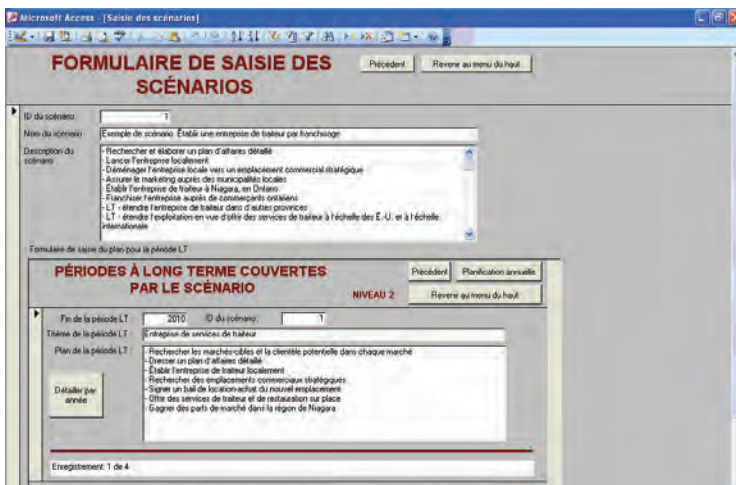 Microsoft Access - [Saisie des scénarios]
FORMULAIRE DE SAISIE DES
SCÉNARIOS
Précédent
Revenir au menu du haut
ID du scénario
1
Nom du scénario
Exemple de scénario. Établir une entreprise de traiteur par franchisage
Description du
scénario
- Rechercher et élaborer un plan d'affaires détaillé
- Lancer l'entreprise localement
- Déménager l'entreprise locale vers un emplacement commercial stratégique
- Assurer le marketing auprès des municipalités locales
- Établir l'entreprise de traiteur à Niagara, en Ontario
- Franchiser l'entreprise auprès de commerçants ontariens
- LT - étendre l'entreprise de traiteur dans d'autres provinces
- LT - étendre l'exploitation en vue d'offrir des services de traiteur à l'échelle des É.-U. et à l'échelle
internationale
Formulaire de saisie du plan pour la période LT
PÉRIODES À LONG TERME COUVERTES
PAR LE SCÉNARIO
NIVEAU 2
Précédent
Planification annuelle
Revenir au menu du haut
Fin de la période LT :
2010
ID du scénario:
1
Thème de la période LT :
Entreprise de services de traiteur
Plan de la période LT :
- Rechercher les marchés-cibles et la clientèle potentielle dans chaque marché
- Dresser un plan d'affaires détaillé
- Établir l'entreprise de traiteur localement
- Rechercher des emplacements commerciaux stratégiques
- Signer un bail de location-achat du nouvel emplacement
- Offrir des services de traiteur et de restauration sur place
- Gagner des parts de marché dans la région de Niagara
Détailler par
année
Enregistrement: 1 de 4